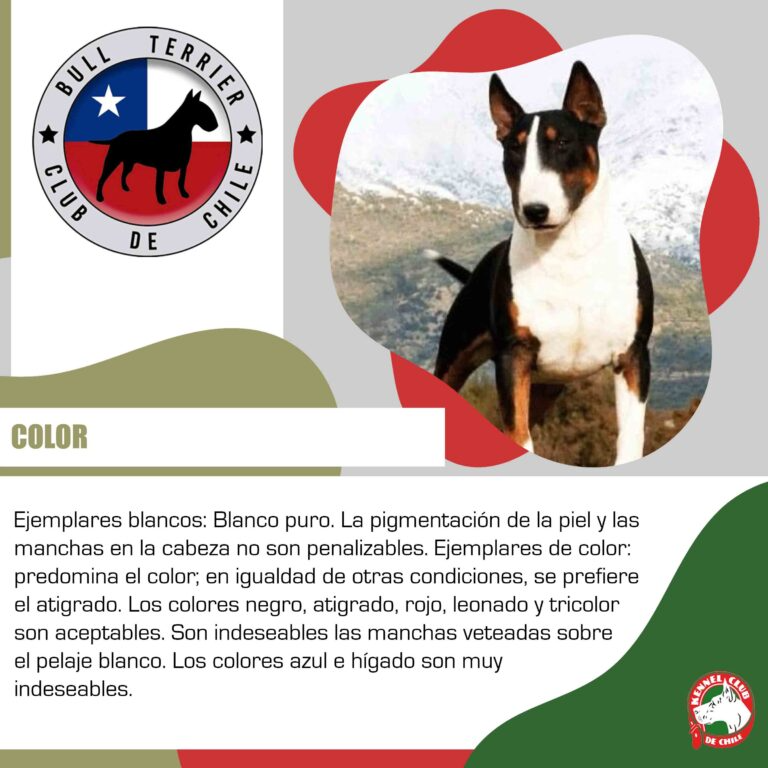 BULL TERRIER
CLUB DE CHILE
COLOR
Ejemplares blancos: Blanco puro. La pigmentación de la piel y las
manchas en la cabeza no son penalizables. Ejemplares de color:
predomina el color; en igualdad de otras condiciones, se prefiere
el atigrado. Los colores negro, atigrado, rojo, leonado y tricolor
son aceptables. Son indeseables las manchas veteadas sobre
el pelaje blanco. Los colores azul e hígado son muy
indeseables.
KENNEL CLUB
DE CHILE